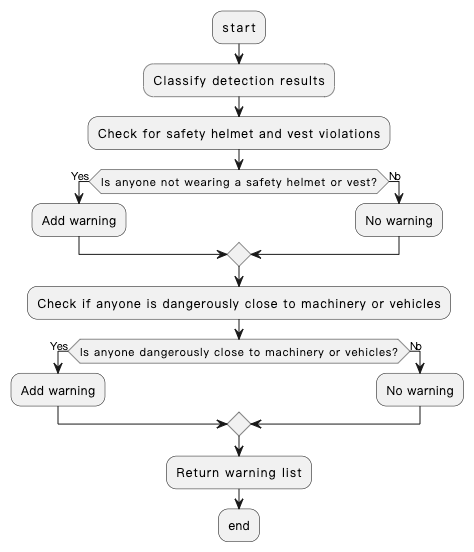 start
Classify detection results
Check for safety helmet and vest violations
Yes
Is anyone not wearing a safety helmet or vest?
No
Add warning
No warning
Check if anyone is dangerously close to machinery or vehicles
Yes
Is anyone dangerously close to machinery or vehicles?
No
Add warning
No warning
Return warning list
end